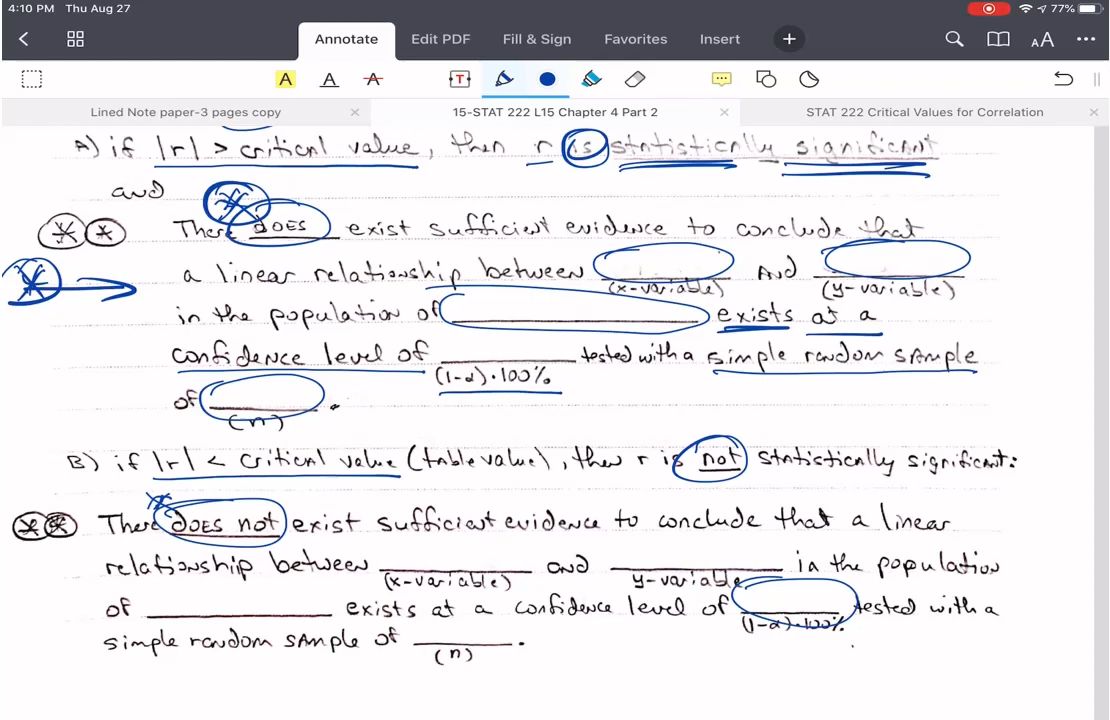 4:10 PM Thu Aug 27
77%
Annotate Edit PDF Fill & Sign Favorites Insert
AA
A A A T
Lined Note paper-3 pages copy 15-STAT 222 L15 Chapter 4 Part 2 STAT 222 Critical Values for Correlation
A) if |r| > critical value, then r is statistically significant
and
There DOES exist sufficient evidence to conclude that
a linear relationship between ______ AND ______
(x-variable) (y-variable)
in the population of ______ exists at a
confidence level of ______ tested with a simple random sample
(1-α)·100%
of ______.
(n)
B) if |r| < critical value (table value), then r is not statistically significant:
There DOES not exist sufficient evidence to conclude that a linear
relationship between ______ and ______ in the population
(x-variable) y-variable
of ______ exists at a confidence level of ______ tested with a
(1-α)·100%
simple random sample of ______.
(n)